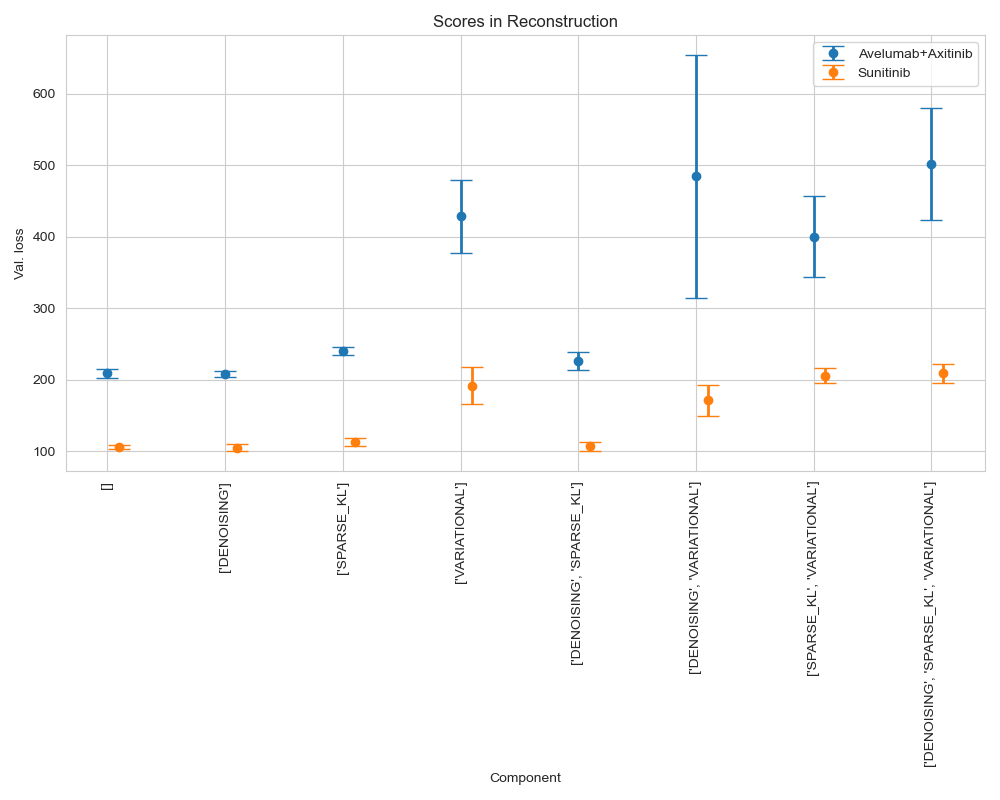 Scores in Reconstruction
Avelumab+Axitinib
Sunitinib
600
500
400
300
200
100
Val. loss
[]
['DENOISING']
['SPARSE_KL']
['VARIATIONAL']
['DENOISING', 'SPARSE_KL']
['DENOISING', 'VARIATIONAL']
['SPARSE_KL', 'VARIATIONAL']
['DENOISING', 'SPARSE_KL', 'VARIATIONAL']
Component